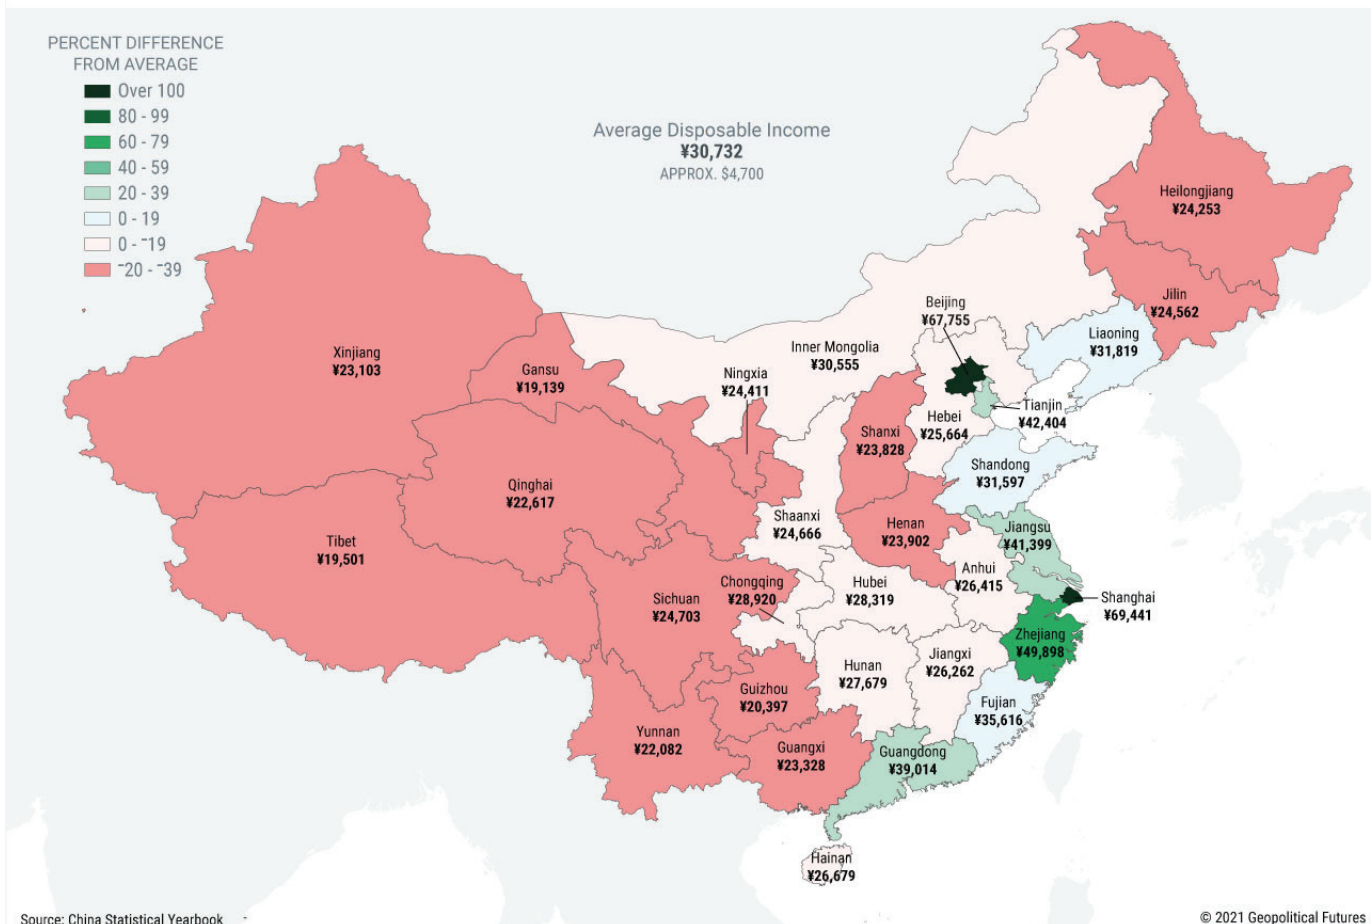 PERCENT DIFFERENCE
FROM AVERAGE
Over 100
80 - 99
60 - 79
40 - 59
20 - 39
0 - 19
0 - ⁻19
⁻20 - ⁻39
Average Disposable Income
¥30,732
APPROX. $4,700
Heilongjiang
¥24,253
Jilin
¥24,562
Beijing
¥67,755
Liaoning
¥31,819
Inner Mongolia
¥30,555
Xinjiang
¥23,103
Gansu
¥19,139
Ningxia
¥24,411
Tianjin
¥42,404
Hebei
¥25,664
Shanxi
¥23,828
Shandong
¥31,597
Qinghai
¥22,617
Shaanxi
¥24,666
Henan
¥23,902
Jiangsu
¥41,399
Tibet
¥19,501
Anhui
¥26,415
Chongqing
¥28,920
Hubei
¥28,319
Sichuan
¥24,703
Shanghai
¥69,441
Zhejiang
¥49,898
Jiangxi
¥26,262
Hunan
¥27,679
Guizhou
¥20,397
Fujian
¥35,616
Yunnan
¥22,082
Guangxi
¥23,328
Guangdong
¥39,014
Hainan
¥26,679
Source: China Statistical Yearbook -
© 2021 Geopolitical Futures